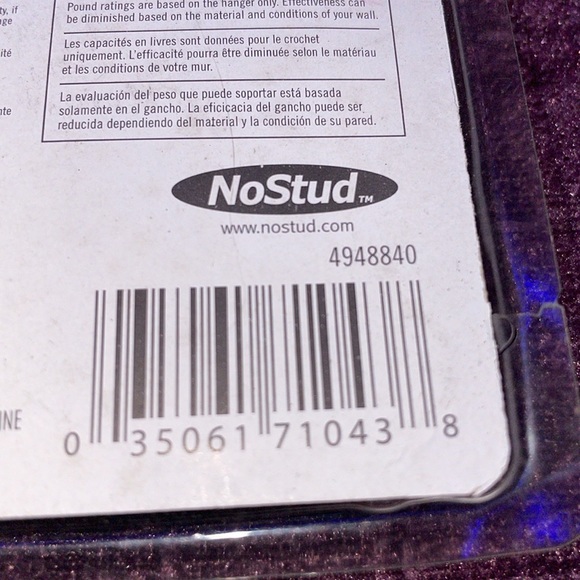 Pound ratings are based on the hanger only. Effectiveness can
be diminished based on the material and conditions of your wall.
Les capacités en livres sont données pour le crochet
uniquement. L'efficacité pourra être diminuée selon le matériau
et les conditions de votre mur.
La evaluación del peso que puede soportar está basada
solamente en el gancho. La eficicacia del gancho puede ser
reducida dependiendo del material y la condición de su pared.
NoStud™
www.nostud.com
4948840
0 35061 71043 8